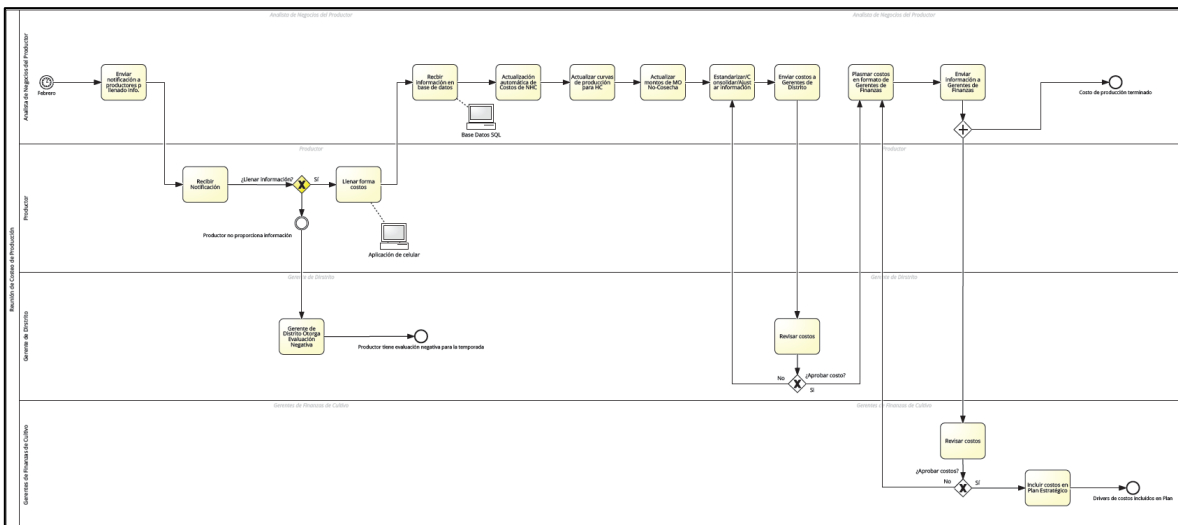 Reunión de Costeo de Producción
Analista de Negocios del Productor
Analista de Negocios del Productor
Analista de Negocios del Productor
Febrero
Enviar
notificación a
productores p
llenado info.
Recibir
Información en
base de datos
Base Datos SQL
Actualización
automática de
Costos de NHC
Actualizar curvas
de producción
para HC
Actualizar
montos de MO
No-Cosecha
Estandarizar/C
onsolidar/Ajust
ar información
Enviar costos a
Gerentes de
Distrito
Plasmar costos
en formato de
Gerentes de
Finanzas
Enviar
Información a
Gerentes de
Finanzas
Costo de producción terminado
Productor
Productor
Productor
Recibir
Notificación
¿Llenar Información?
Sí
Llenar forma
costos
Aplicación de celular
Productor no proporciona información
Gerente de Distrito
Gerente de Distrito
Gerente de Distrito
Gerente de
Distrito Otorga
Evaluación
Negativa
Productor tiene evaluación negativa para la temporada
Revisar costos
No
¿Aprobar costo?
Sí
Gerentes de Finanzas de Cultivo
Gerentes de Finanzas de Cultivo
Gerentes de Finanzas de Cultivo
Revisar costos
¿Aprobar costos?
No
Sí
Incluir costos en
Plan Estratégico
Drivers de costos incluidos en Plan